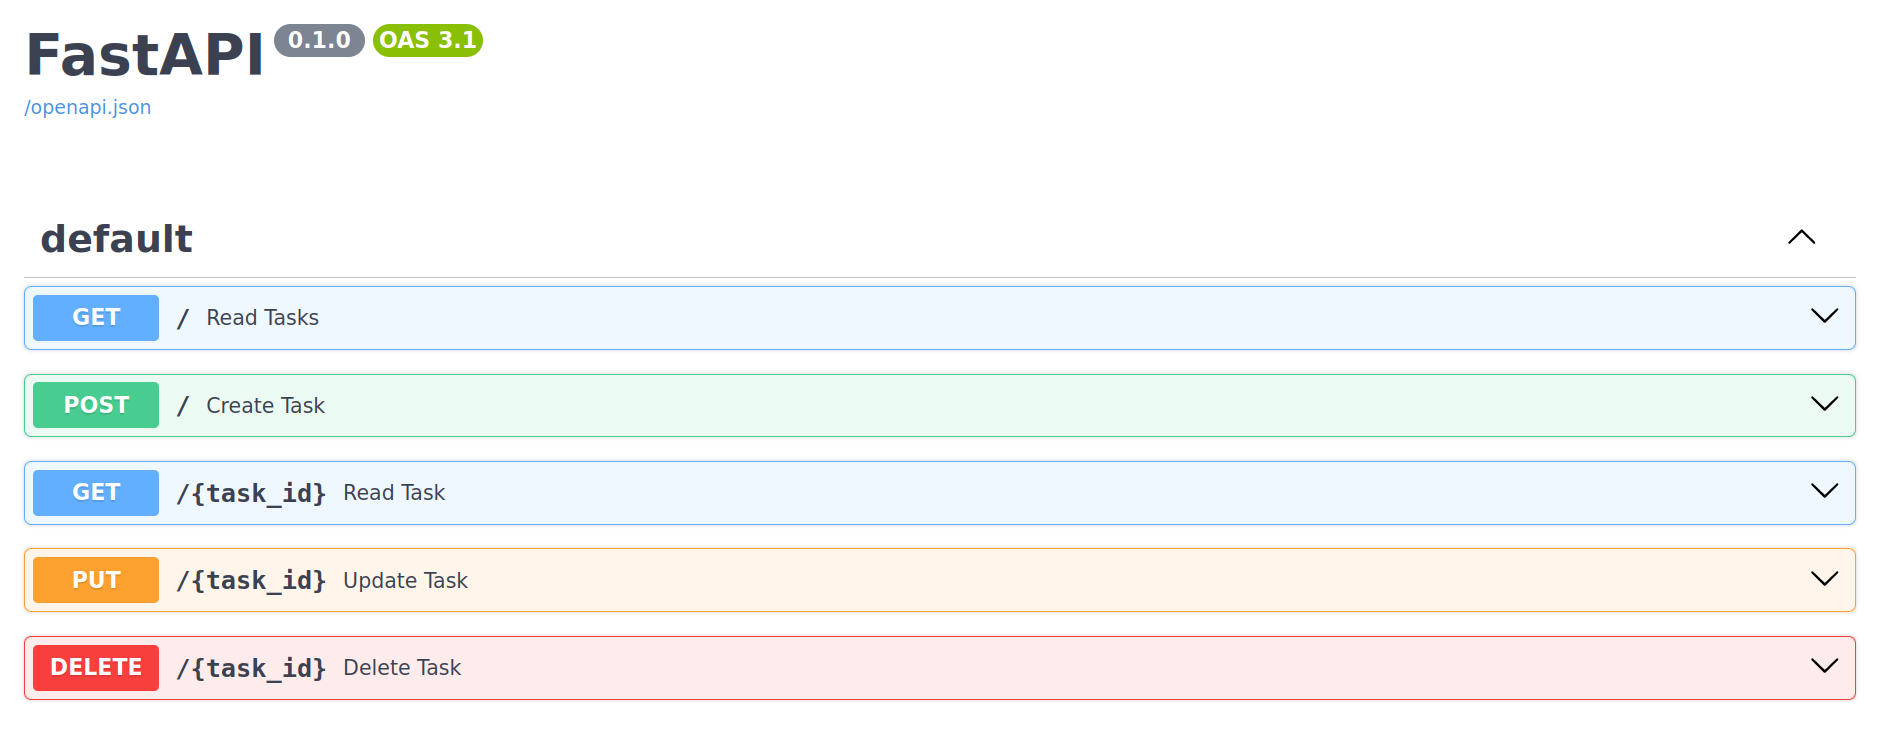 FastAPI 0.1.0 OAS 3.1
/openapi.json
default
GET / Read Tasks
POST / Create Task
GET /{task_id} Read Task
PUT /{task_id} Update Task
DELETE /{task_id} Delete Task